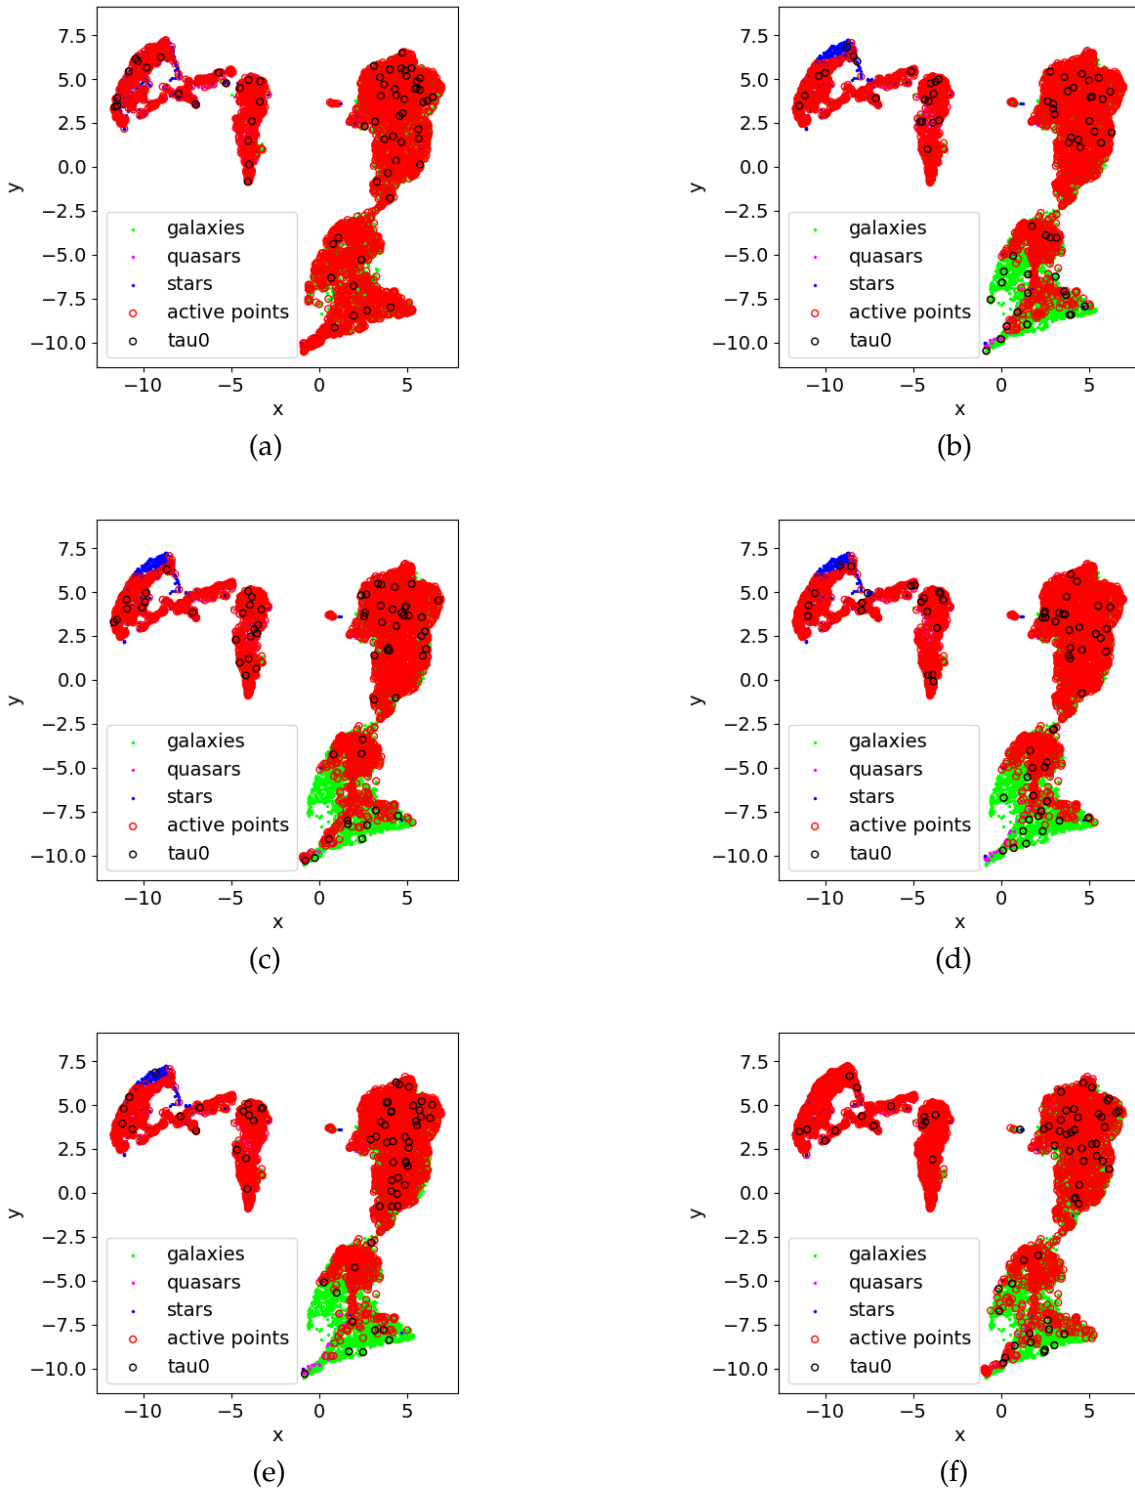 7.5
5.0
2.5
0.0
−2.5
−5.0
−7.5
−10.0
y
galaxies
quasars
stars
active points
tau0
−10 −5 0 5
x
(a)
7.5
5.0
2.5
0.0
−2.5
−5.0
−7.5
−10.0
y
galaxies
quasars
stars
active points
tau0
−10 −5 0 5
x
(b)
7.5
5.0
2.5
0.0
−2.5
−5.0
−7.5
−10.0
y
galaxies
quasars
stars
active points
tau0
−10 −5 0 5
x
(c)
7.5
5.0
2.5
0.0
−2.5
−5.0
−7.5
−10.0
y
galaxies
quasars
stars
active points
tau0
−10 −5 0 5
x
(d)
7.5
5.0
2.5
0.0
−2.5
−5.0
−7.5
−10.0
y
galaxies
quasars
stars
active points
tau0
−10 −5 0 5
x
(e)
7.5
5.0
2.5
0.0
−2.5
−5.0
−7.5
−10.0
y
galaxies
quasars
stars
active points
tau0
−10 −5 0 5
x
(f)